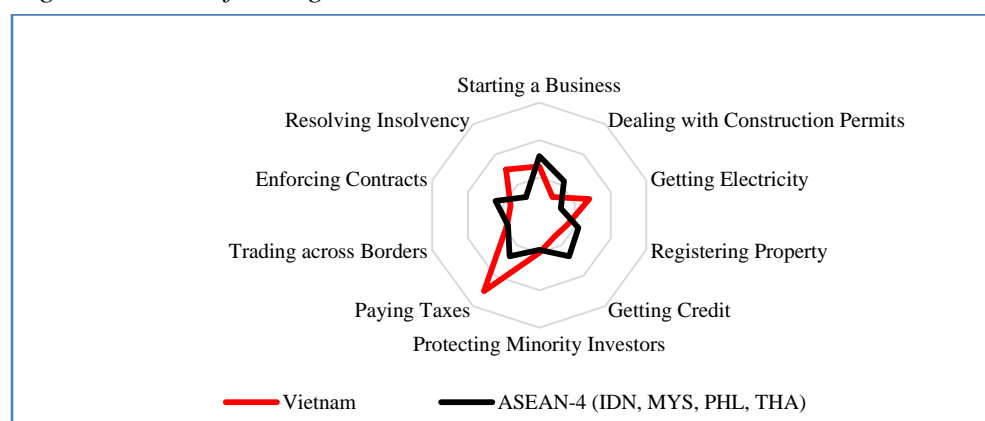 Starting a Business
Resolving Insolvency
Dealing with Construction Permits
Enforcing Contracts
Getting Electricity
Trading across Borders
Registering Property
Paying Taxes
Getting Credit
Protecting Minority Investors
Vietnam
ASEAN-4 (IDN, MYS, PHL, THA)